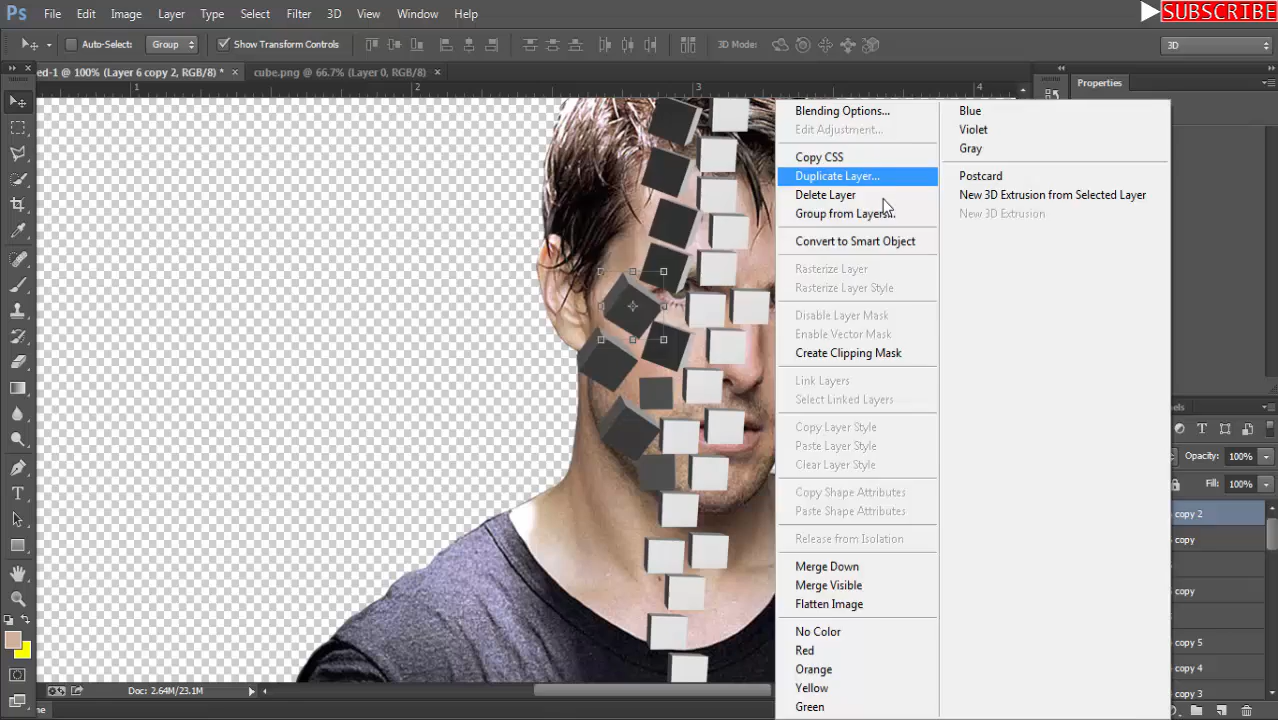 Ps File Edit Image Layer Type Select Filter 3D View Window Help
SUBSCRIBE
Auto-Select: Group Show Transform Controls 3D Mode: 3D
ed-1 @ 100% (Layer 6 copy 2, RGB/8) * × cube.png @ 66.7% (Layer 0, RGB/8) ×
Properties
1 2 3 4
Blending Options...
Edit Adjustment...
Copy CSS
Duplicate Layer...
Delete Layer
Group from Layers...
Convert to Smart Object
Rasterize Layer
Rasterize Layer Style
Disable Layer Mask
Enable Vector Mask
Create Clipping Mask
Link Layers
Select Linked Layers
Copy Layer Style
Paste Layer Style
Clear Layer Style
Copy Shape Attributes
Paste Shape Attributes
Release from Isolation
Merge Down
Merge Visible
Flatten Image
No Color
Red
Orange
Yellow
Green
Blue
Violet
Gray
Postcard
New 3D Extrusion from Selected Layer
New 3D Extrusion
nels
Opacity: 100%
Fill: 100%
copy 2
copy
copy
copy 5
copy 4
copy 3
Doc: 2.64M/23.1M
ne